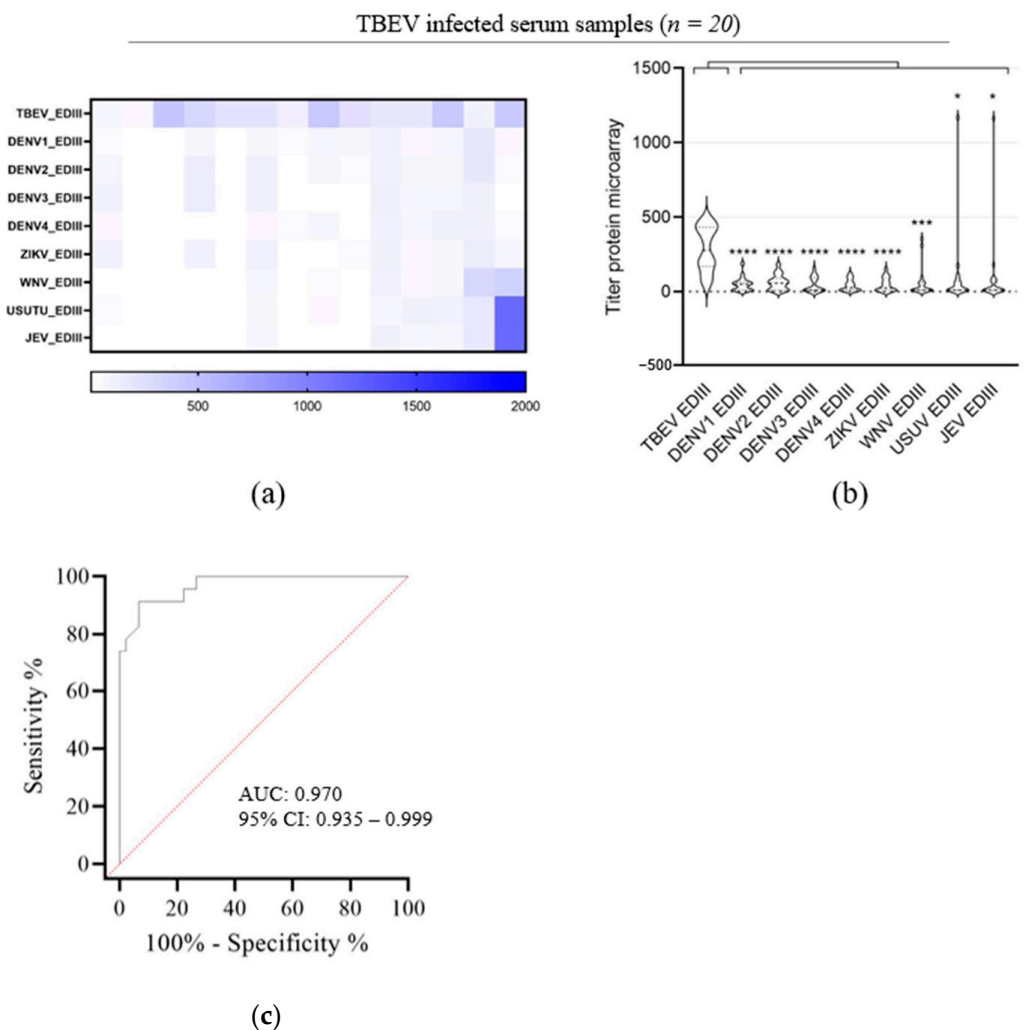 TBEV infected serum samples (n = 20)
TBEV_EDIII
DENV1_EDIII
DENV2_EDIII
DENV3_EDIII
DENV4_EDIII
ZIKV_EDIII
WNV_EDIII
USUTU_EDIII
JEV_EDIII
500 1000 1500 2000
(a)
Titer protein microarray
1500
1000
500
0
−500
**** **** **** **** **** *** * *
TBEV EDIII
DENV1 EDIII
DENV2 EDIII
DENV3 EDIII
DENV4 EDIII
ZIKV EDIII
WNV EDIII
USUV EDIII
JEV EDIII
(b)
Sensitivity %
100
80
60
40
20
0
AUC: 0.970
95% CI: 0.935 – 0.999
0 20 40 60 80 100
100% - Specificity %
(c)